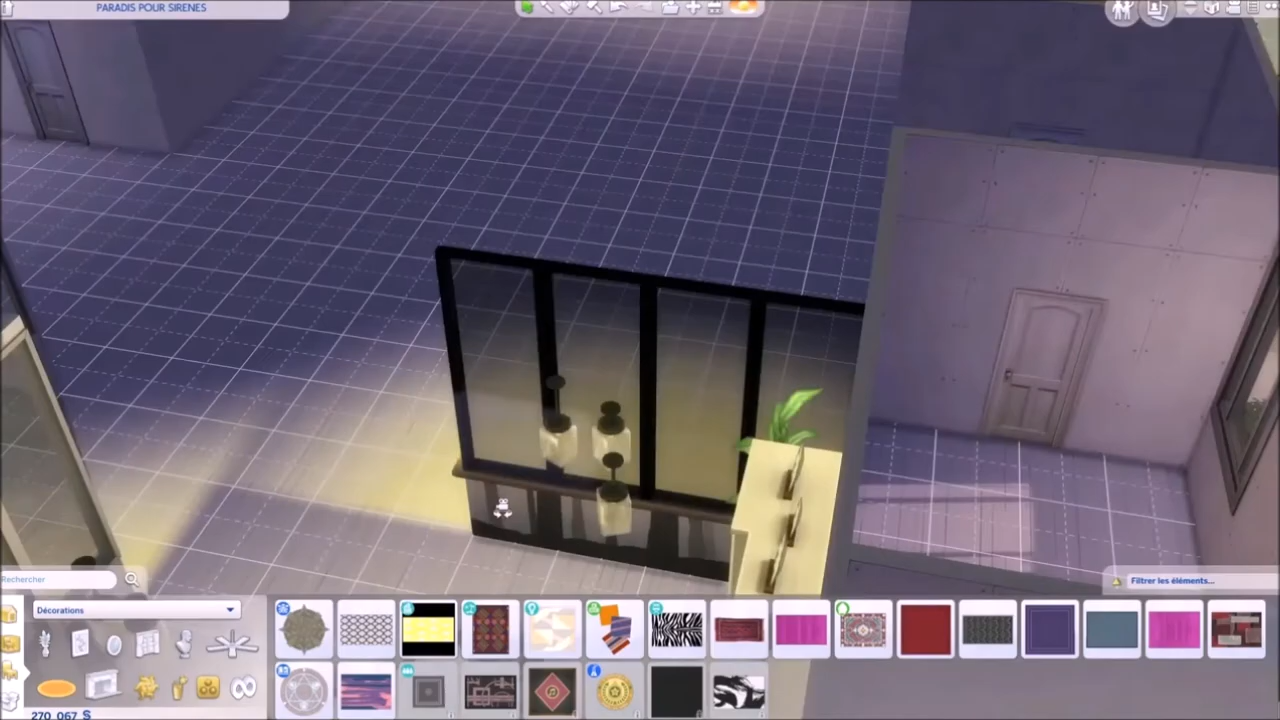 PARADIS POUR SIRENES
Rechercher
Filtrer les éléments...
Décorations
270 067 $